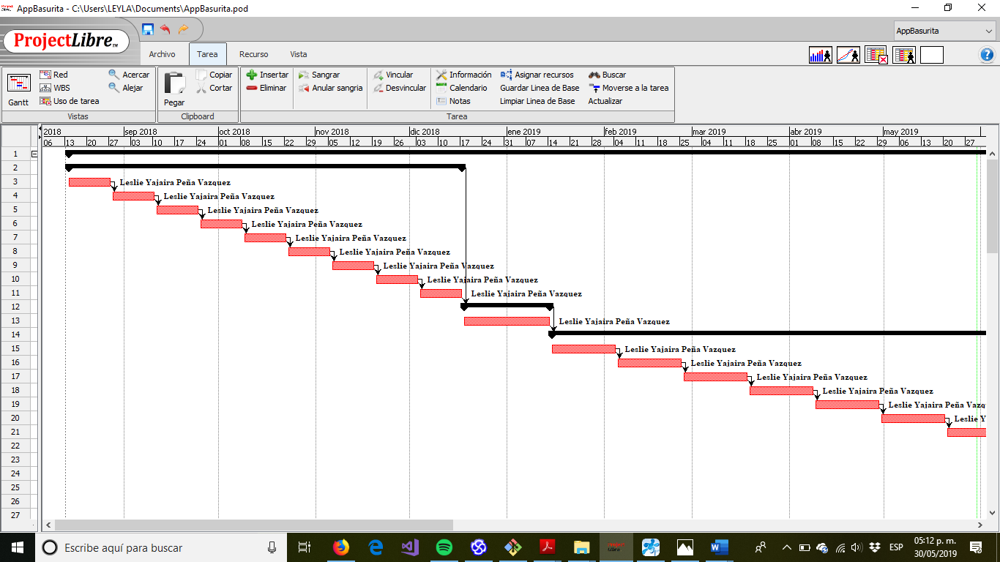 AppBasurita - C:\Users\LEYLA\Documents\AppBasurita.pod
ProjectLibre TM
AppBasurita
Archivo Tarea Recurso Vista
Gantt
Red
WBS
Uso de tarea
Acercar
Alejar
Vistas
Pegar
Copiar
Cortar
Clipboard
Insertar
Eliminar
Sangrar
Anular sangria
Vincular
Desvincular
Información
Calendario
Notas
Asignar recursos
Guardar Linea de Base
Limpiar Linea de Base
Buscar
Moverse a la tarea
Actualizar
Tarea
2018 sep 2018 oct 2018 nov 2018 dic 2018 ene 2019 feb 2019 mar 2019 abr 2019 may 2019
06 13 20 27 03 10 17 24 01 08 15 22 29 05 12 19 26 03 10 17 24 31 07 14 21 28 04 11 18 25 04 11 18 25 01 08 15 22 29 06 13 20 27
1
2
3 Leslie Yajaira Peña Vazquez
4 Leslie Yajaira Peña Vazquez
5 Leslie Yajaira Peña Vazquez
6 Leslie Yajaira Peña Vazquez
7 Leslie Yajaira Peña Vazquez
8 Leslie Yajaira Peña Vazquez
9 Leslie Yajaira Peña Vazquez
10 Leslie Yajaira Peña Vazquez
11 Leslie Yajaira Peña Vazquez
12
13 Leslie Yajaira Peña Vazquez
14
15 Leslie Yajaira Peña Vazquez
16 Leslie Yajaira Peña Vazquez
17 Leslie Yajaira Peña Vazquez
18 Leslie Yajaira Peña Vazquez
19 Leslie Yajaira Peña Vazq
20 Leslie Y
21
22
23
24
25
26
27
Escribe aquí para buscar
ESP
05:12 p. m.
30/05/2019